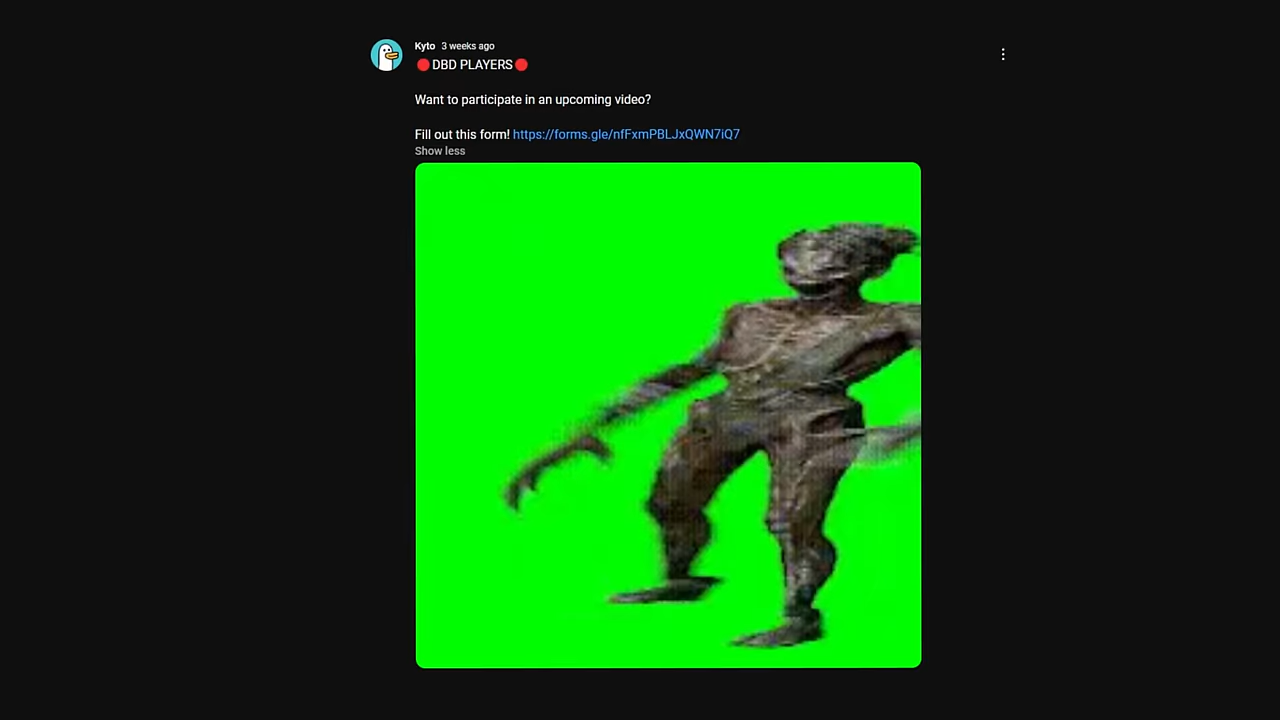 Kyto 3 weeks ago
🔴DBD PLAYERS🔴
Want to participate in an upcoming video?
Fill out this form! https://forms.gle/nfFxmPBLJxQWN7iQ7
Show less